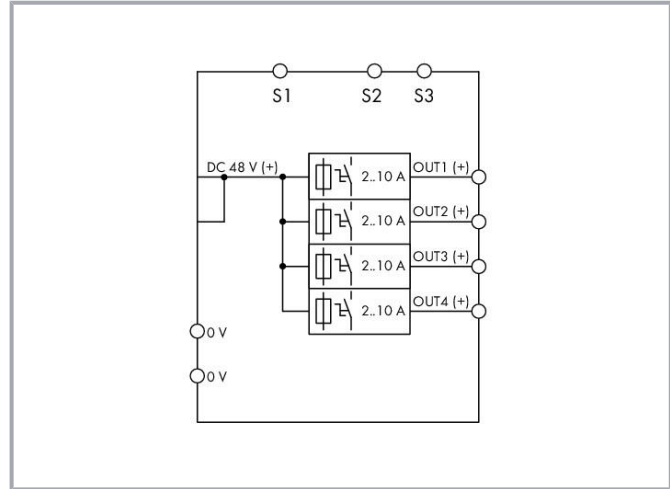 S1 S2 S3
DC 48 V (+)
2..10 A OUT1 (+)
2..10 A OUT2 (+)
2..10 A OUT3 (+)
2..10 A OUT4 (+)
0 V
0 V